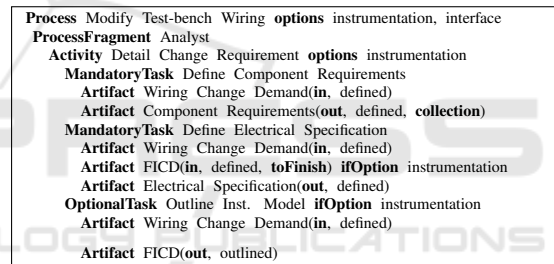 Process Modify Test-bench Wiring options instrumentation, interface
ProcessFragment Analyst
Activity Detail Change Requirement options instrumentation
MandatoryTask Define Component Requirements
Artifact Wiring Change Demand(in, defined)
Artifact Component Requirements(out, defined, collection)
MandatoryTask Define Electrical Specification
Artifact Wiring Change Demand(in, defined)
Artifact FICD(in, defined, toFinish) ifOption instrumentation
Artifact Electrical Specification(out, defined)
OptionalTask Outline Inst. Model ifOption instrumentation
Artifact Wiring Change Demand(in, defined)
Artifact FICD(out, outlined)